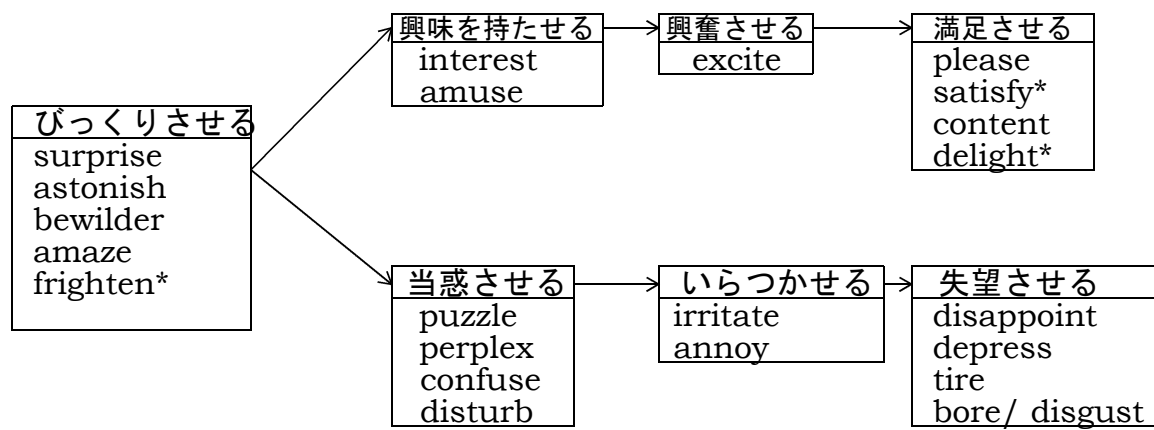 びっくりさせる
surprise
astonish
bewilder
amaze
frighten*
興味を持たせる
interest
amuse
興奮させる
excite
満足させる
please
satisfy*
content
delight*
当惑させる
puzzle
perplex
confuse
disturb
いらつかせる
irritate
annoy
失望させる
disappoint
depress
tire
bore/ disgust